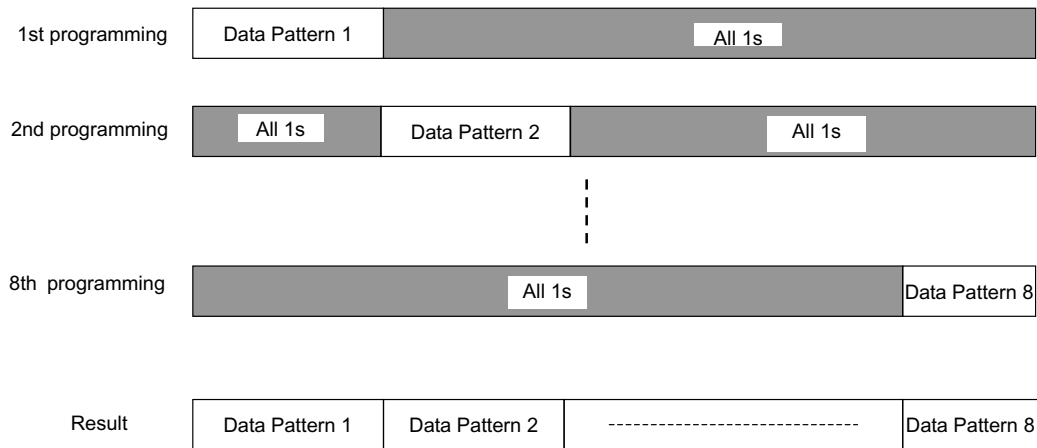 1st programming
Data Pattern 1
All 1s
2nd programming
All 1s
Data Pattern 2
All 1s
8th programming
All 1s
Data Pattern 8
Result
Data Pattern 1
Data Pattern 2
Data Pattern 8